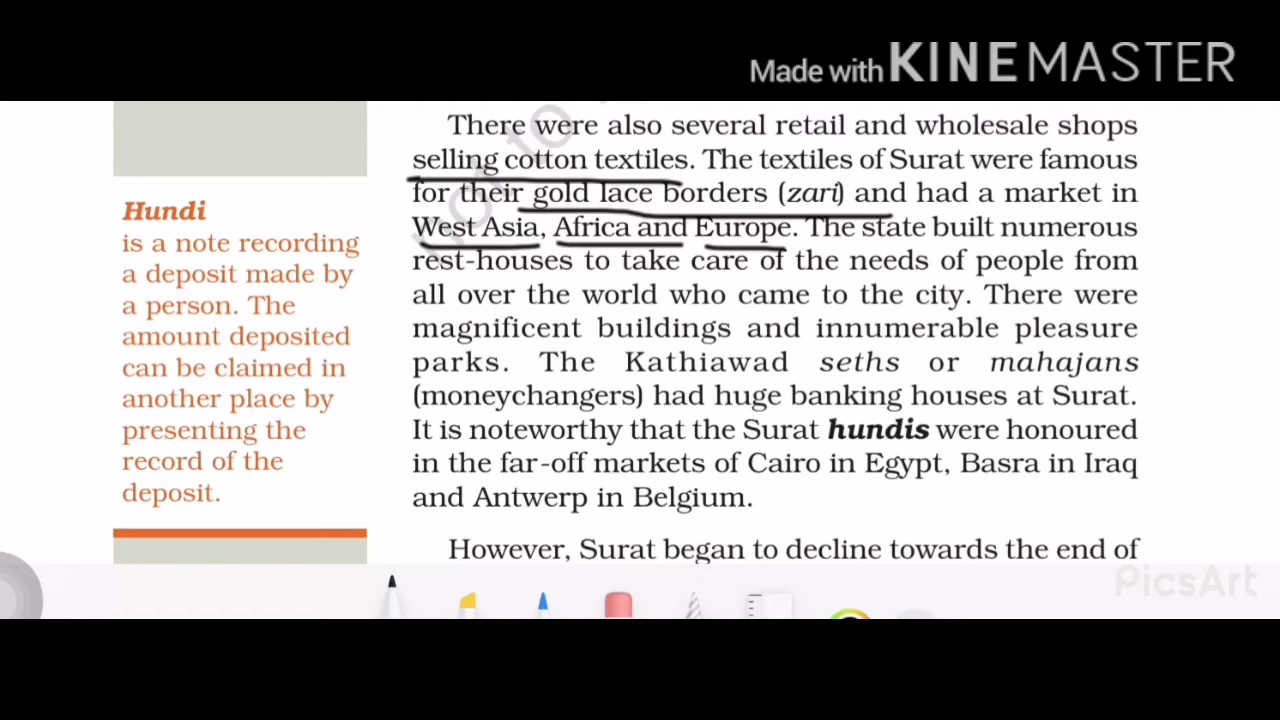 Made with KINEMASTER
There were also several retail and wholesale shops
selling cotton textiles. The textiles of Surat were famous
for their gold lace borders (zari) and had a market in
West Asia, Africa and Europe. The state built numerous
rest-houses to take care of the needs of people from
all over the world who came to the city. There were
magnificent buildings and innumerable pleasure
parks. The Kathiawad seths or mahajans
(moneychangers) had huge banking houses at Surat.
It is noteworthy that the Surat hundis were honoured
in the far-off markets of Cairo in Egypt, Basra in Iraq
and Antwerp in Belgium.
However, Surat began to decline towards the end of
Hundi
is a note recording
a deposit made by
a person. The
amount deposited
can be claimed in
another place by
presenting the
record of the
deposit.
not to
PicsArt